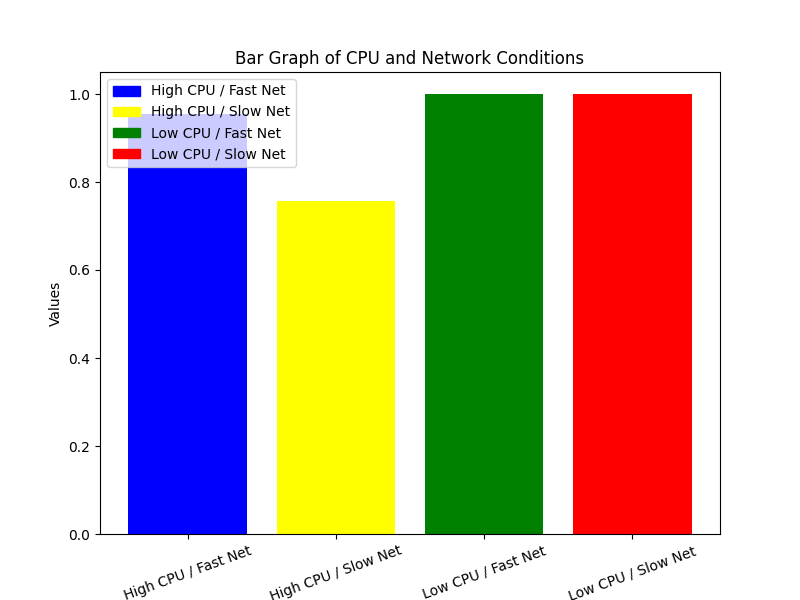 Bar Graph of CPU and Network Conditions
High CPU / Fast Net
High CPU / Slow Net
Low CPU / Fast Net
Low CPU / Slow Net
1.0
0.8
0.6
0.4
0.2
0.0
Values
High CPU / Fast Net
High CPU / Slow Net
Low CPU / Fast Net
Low CPU / Slow Net